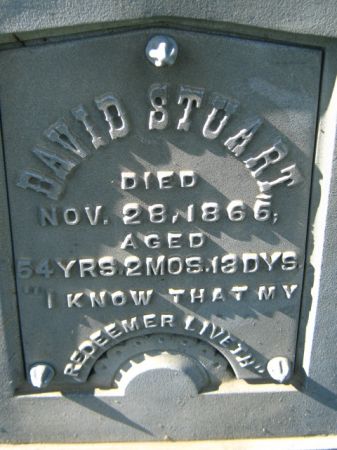 DAVID STUART,
DIED
NOV. 28, 1866,
AGED
54 YRS. 2 MOS. 13 DYS.
"I KNOW THAT MY
REDEEMER LIVETH"